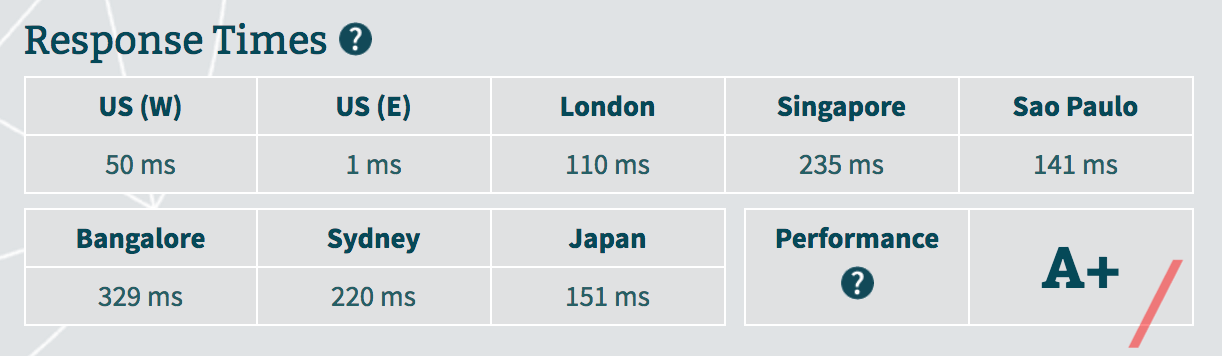 Response Times ?
US (W) US (E) London Singapore Sao Paulo
50 ms 1 ms 110 ms 235 ms 141 ms
Bangalore Sydney Japan Performance ?
329 ms 220 ms 151 ms A+